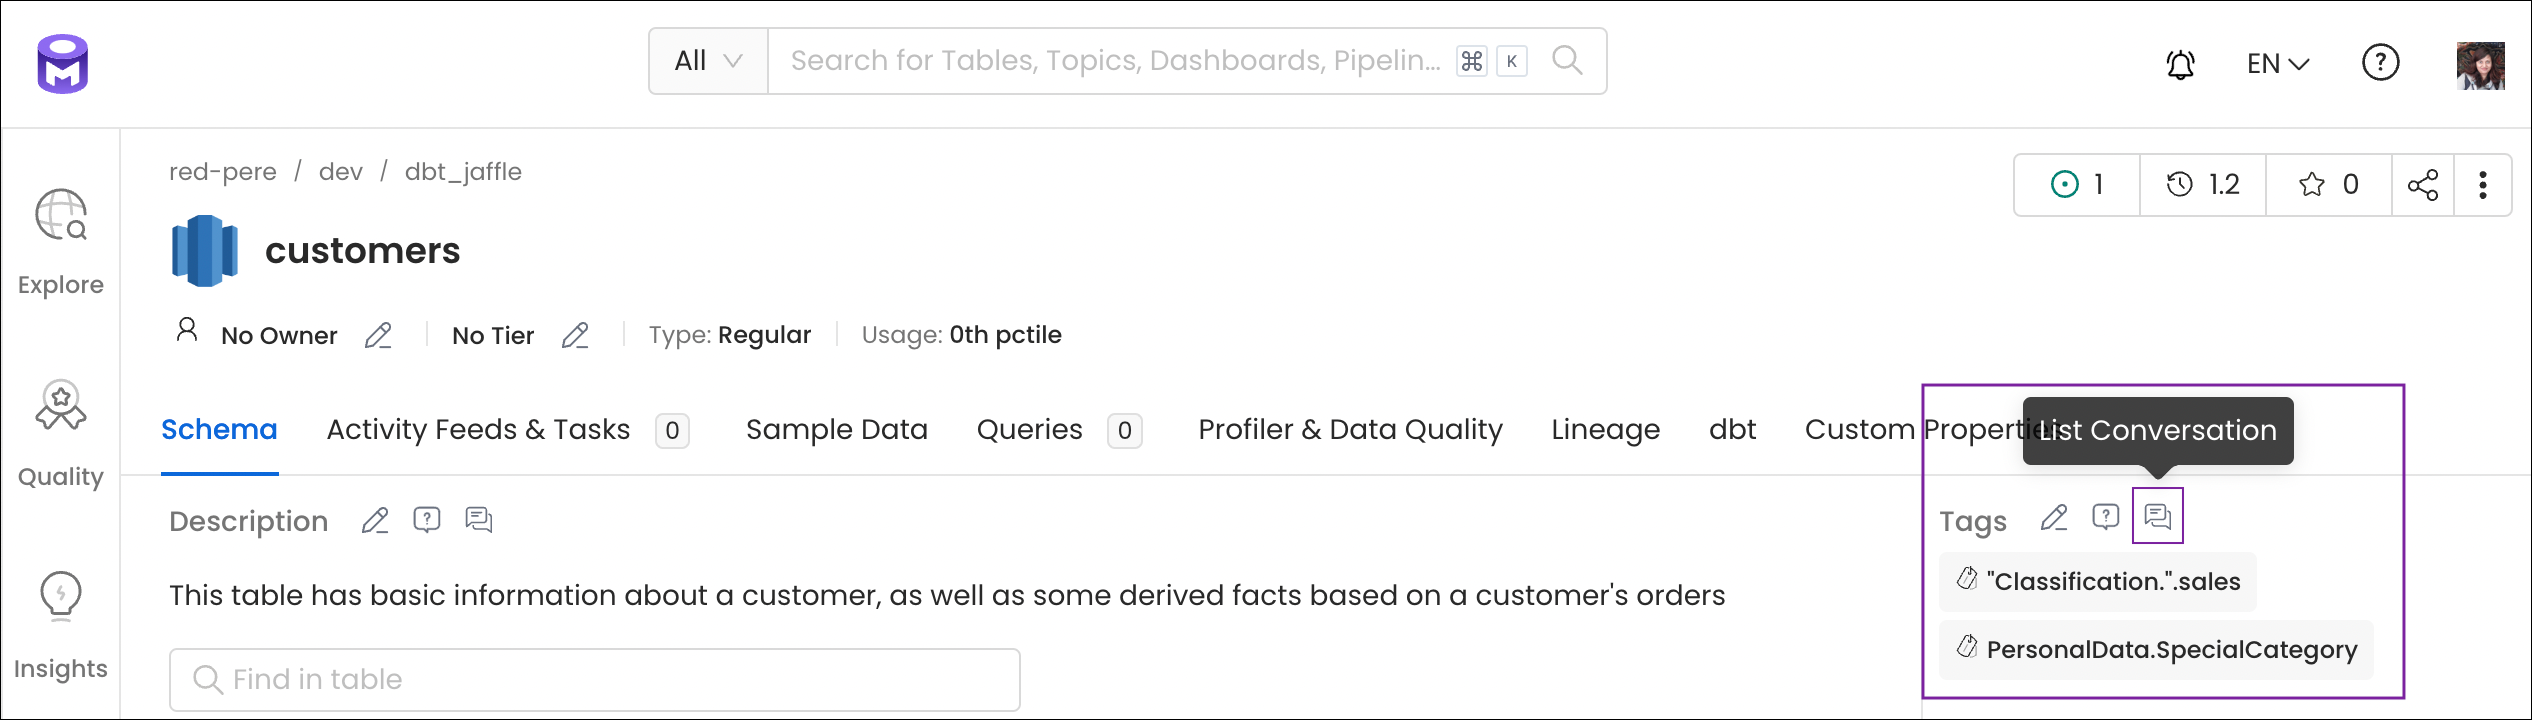 All Search for Tables, Topics, Dashboards, Pipelin... ⌘ K EN ?
red-pere / dev / dbt_jaffle
1 1.2 0
Explore
customers
No Owner No Tier Type: Regular Usage: 0th pctile
Quality
Schema Activity Feeds & Tasks 0 Sample Data Queries 0 Profiler & Data Quality Lineage dbt Custom Properties
List Conversation
Description
Tags
This table has basic information about a customer, as well as some derived facts based on a customer's orders
"Classification.".sales
PersonalData.SpecialCategory
Insights
Find in table